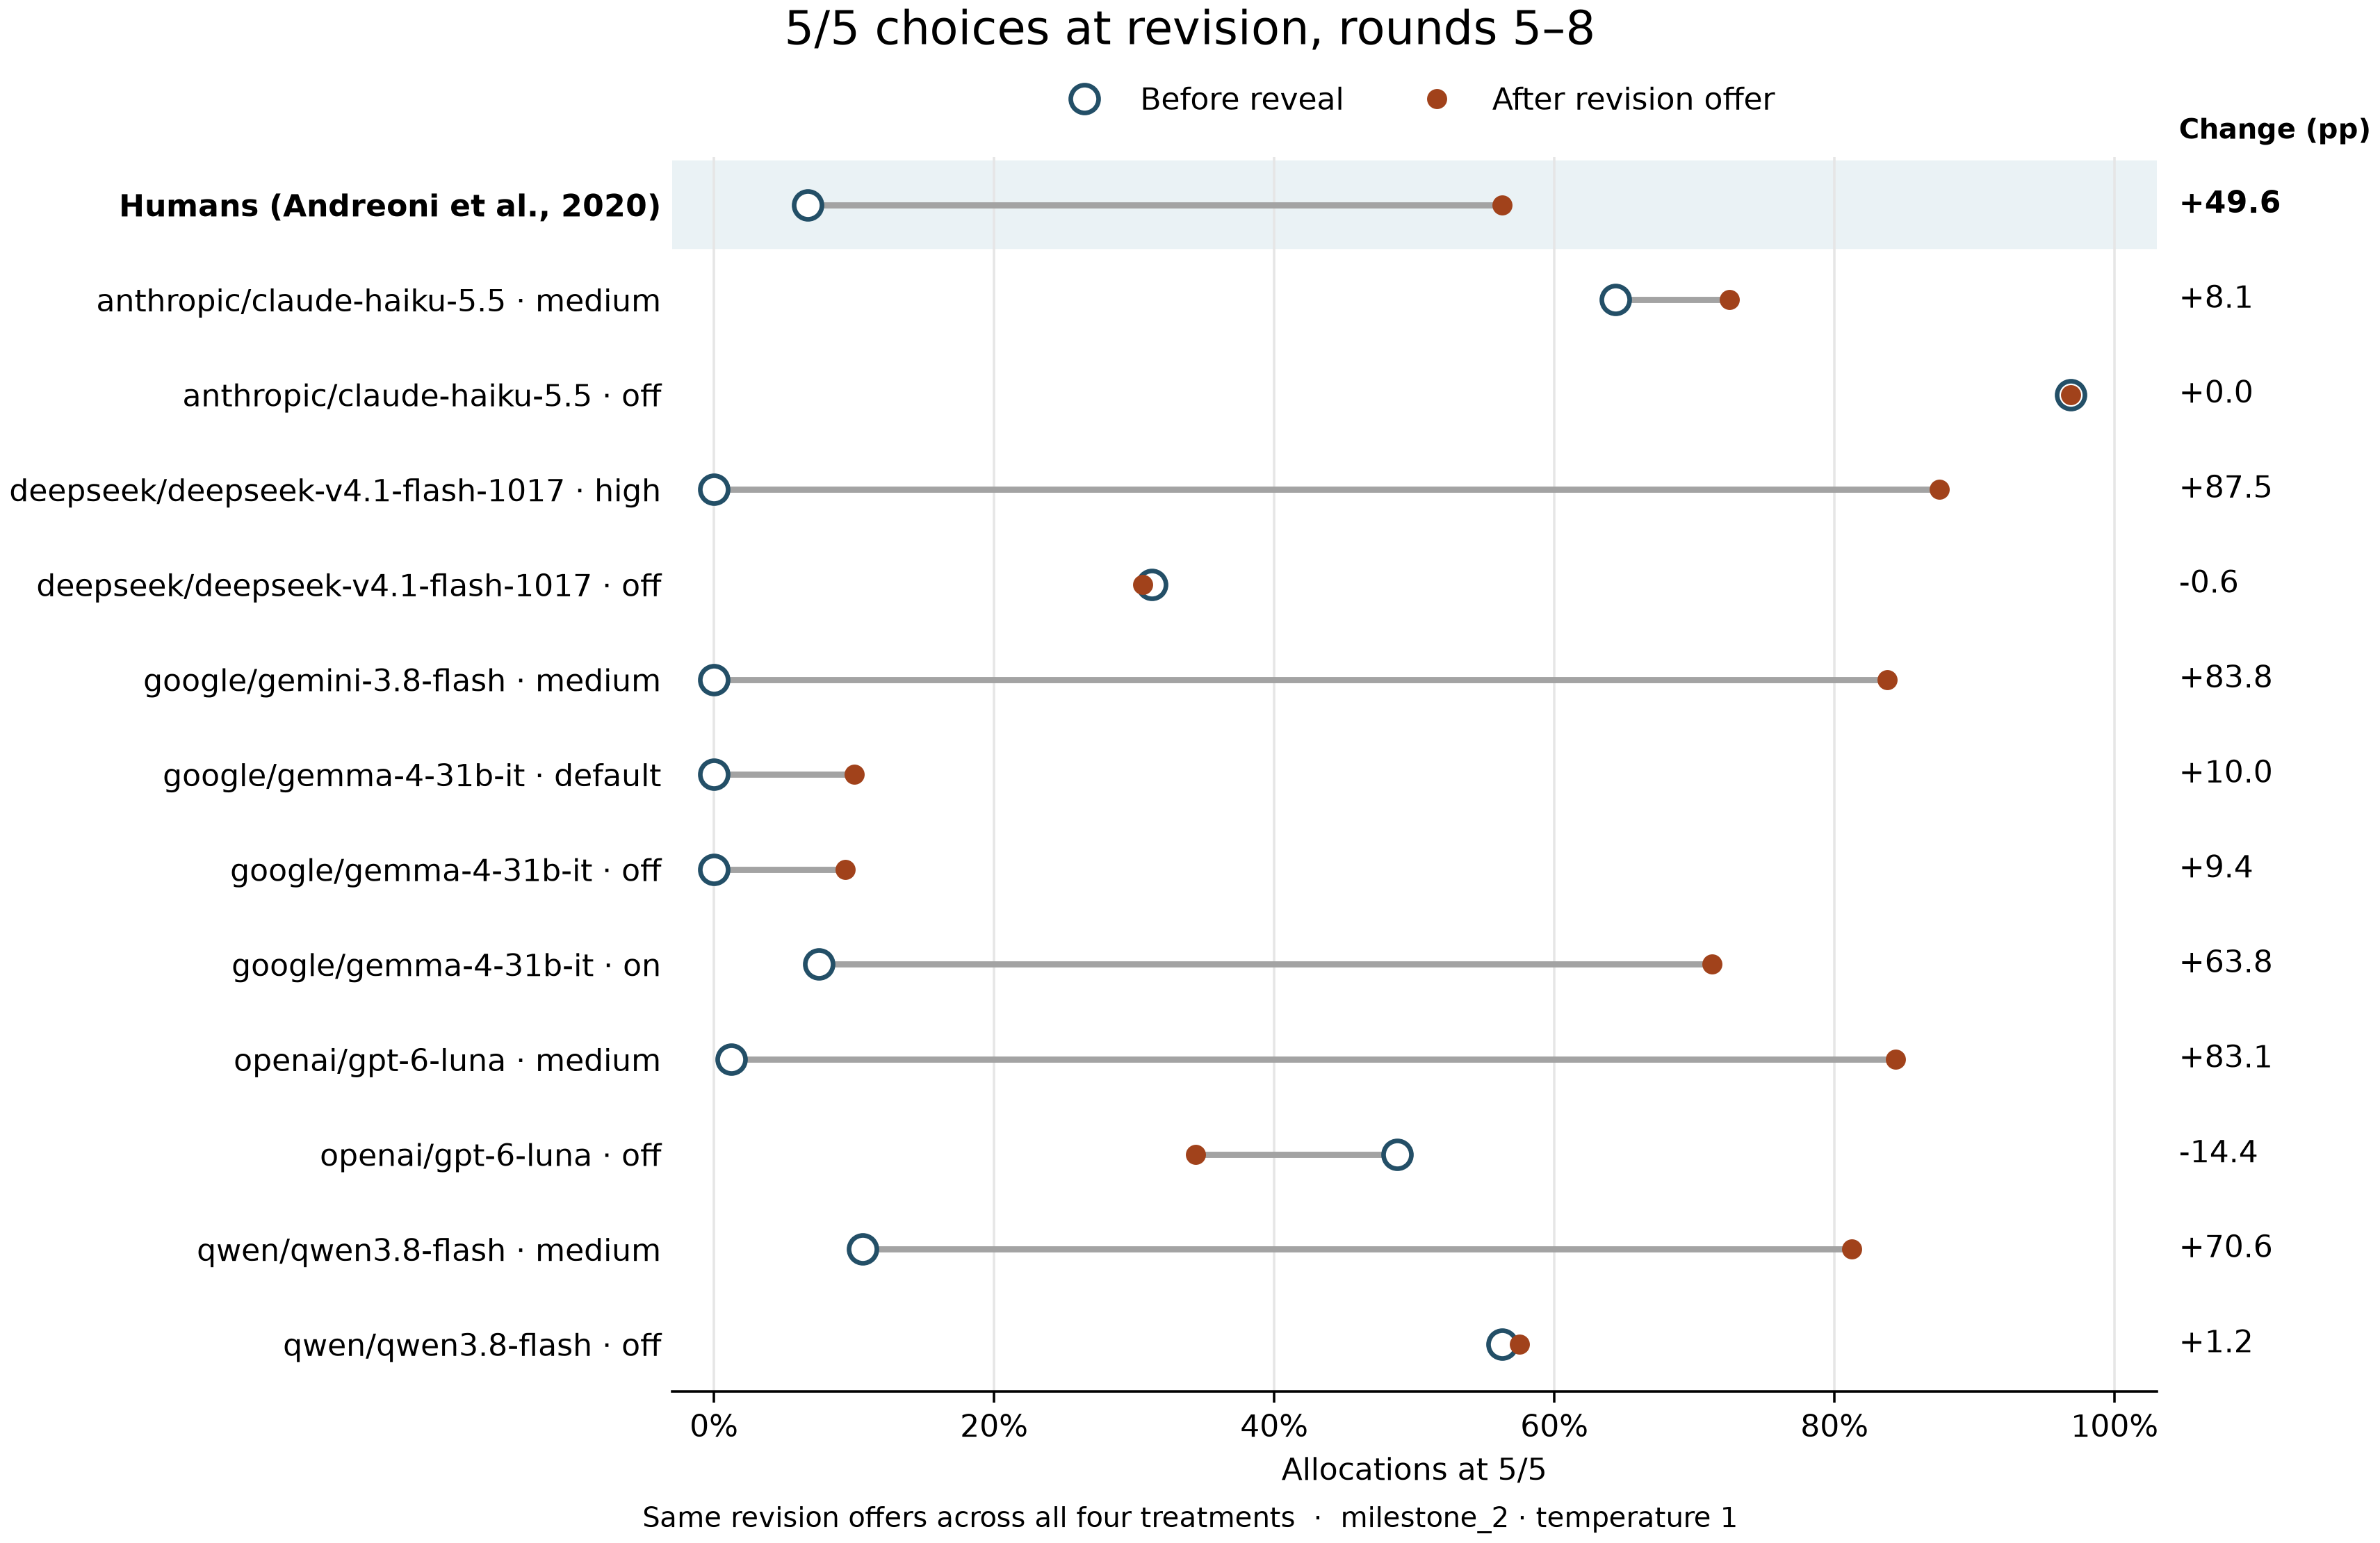 5/5 choices at revision, rounds 5–8
Before reveal
After revision offer
Change (pp)
Humans (Andreoni et al., 2020)
+49.6
anthropic/claude-haiku-5.5 · medium
+8.1
anthropic/claude-haiku-5.5 · off
+0.0
deepseek/deepseek-v4.1-flash-1017 · high
+87.5
deepseek/deepseek-v4.1-flash-1017 · off
-0.6
google/gemini-3.8-flash · medium
+83.8
google/gemma-4-31b-it · default
+10.0
google/gemma-4-31b-it · off
+9.4
google/gemma-4-31b-it · on
+63.8
openai/gpt-6-luna · medium
+83.1
openai/gpt-6-luna · off
-14.4
qwen/qwen3.8-flash · medium
+70.6
qwen/qwen3.8-flash · off
+1.2
0% 20% 40% 60% 80% 100%
Allocations at 5/5
Same revision offers across all four treatments · milestone_2 · temperature 1